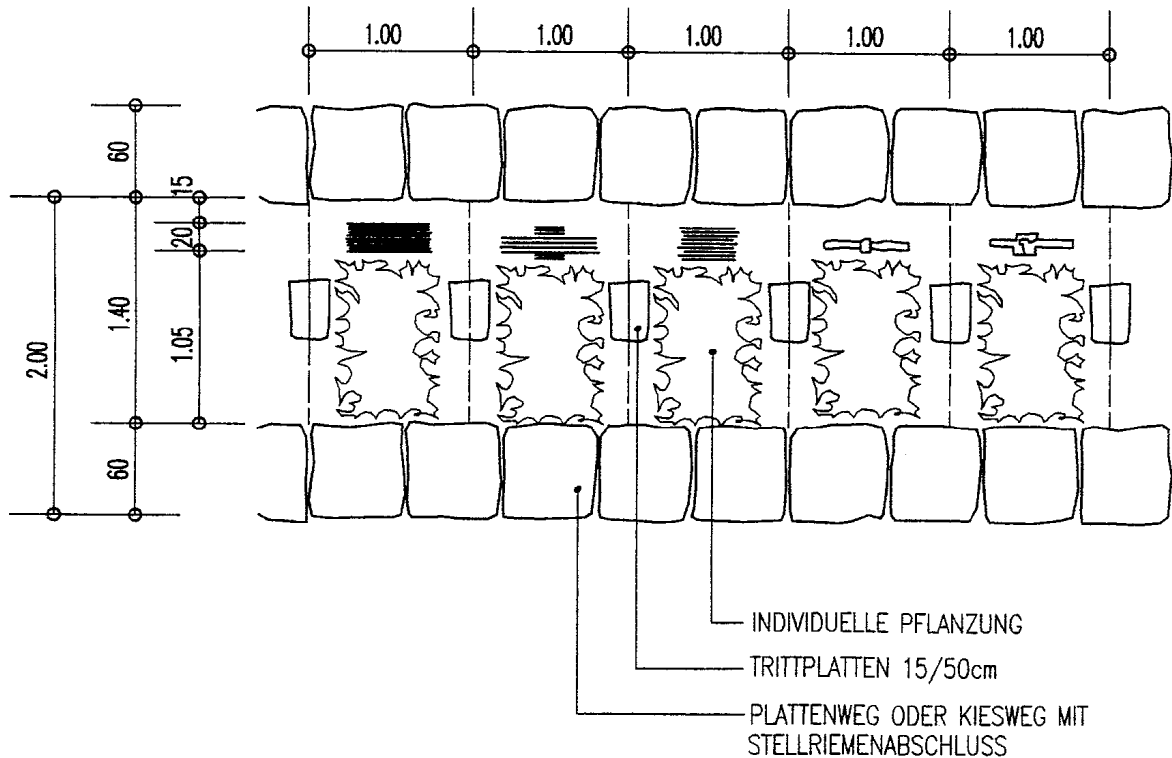 1.00 1.00 1.00 1.00 1.00
60
15
20
2.00
1.40
1.05
60
INDIVIDUELLE PFLANZUNG
TRITTPLATTEN 15/50cm
PLATTENWEG ODER KIESWEG MIT
STELLRIEMENABSCHLUSS